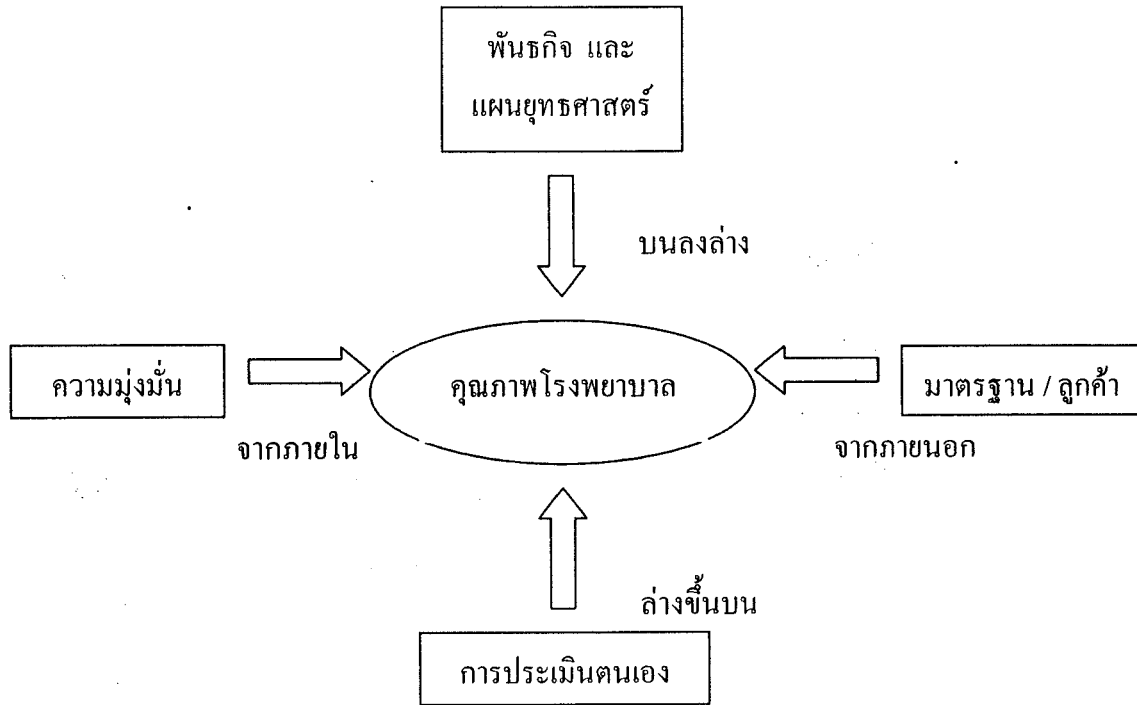 พันธกิจ และ
แผนยุทธศาสตร์
บนลงล่าง
ความมุ่งมั่น
คุณภาพโรงพยาบาล
มาตรฐาน / ลูกค้า
จากภายใน
จากภายนอก
ล่างขึ้นบน
การประเมินตนเอง